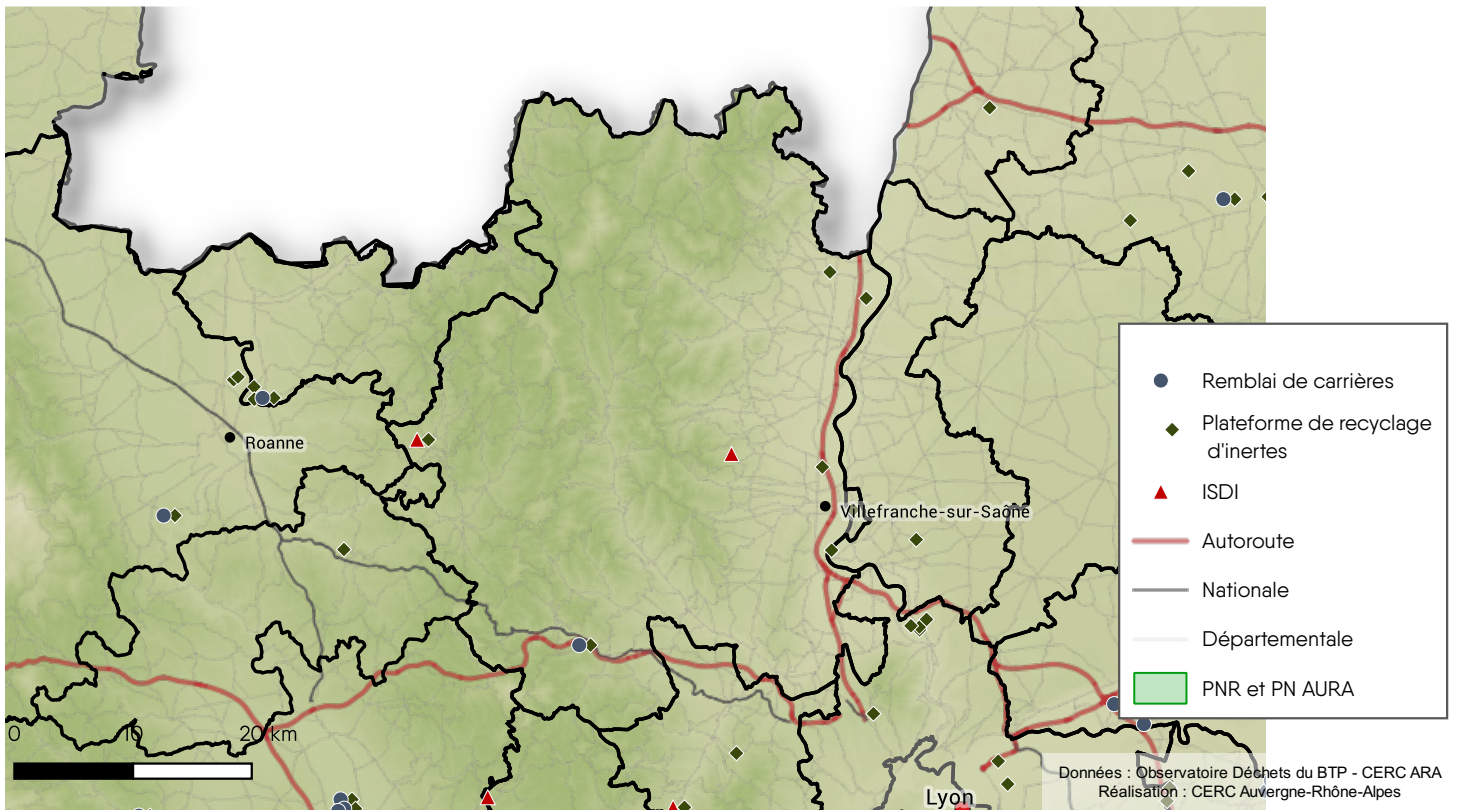 Roanne
Villefranche-sur-Saône
Remblai de carrières
Plateforme de recyclage
d'inertes
ISDI
Autoroute
Nationale
Départementale
PNR et PN AURA
0 10 20 km
Lyon
Données : Observatoire Déchets du BTP - CERC ARA
Réalisation : CERC Auvergne-Rhône-Alpes